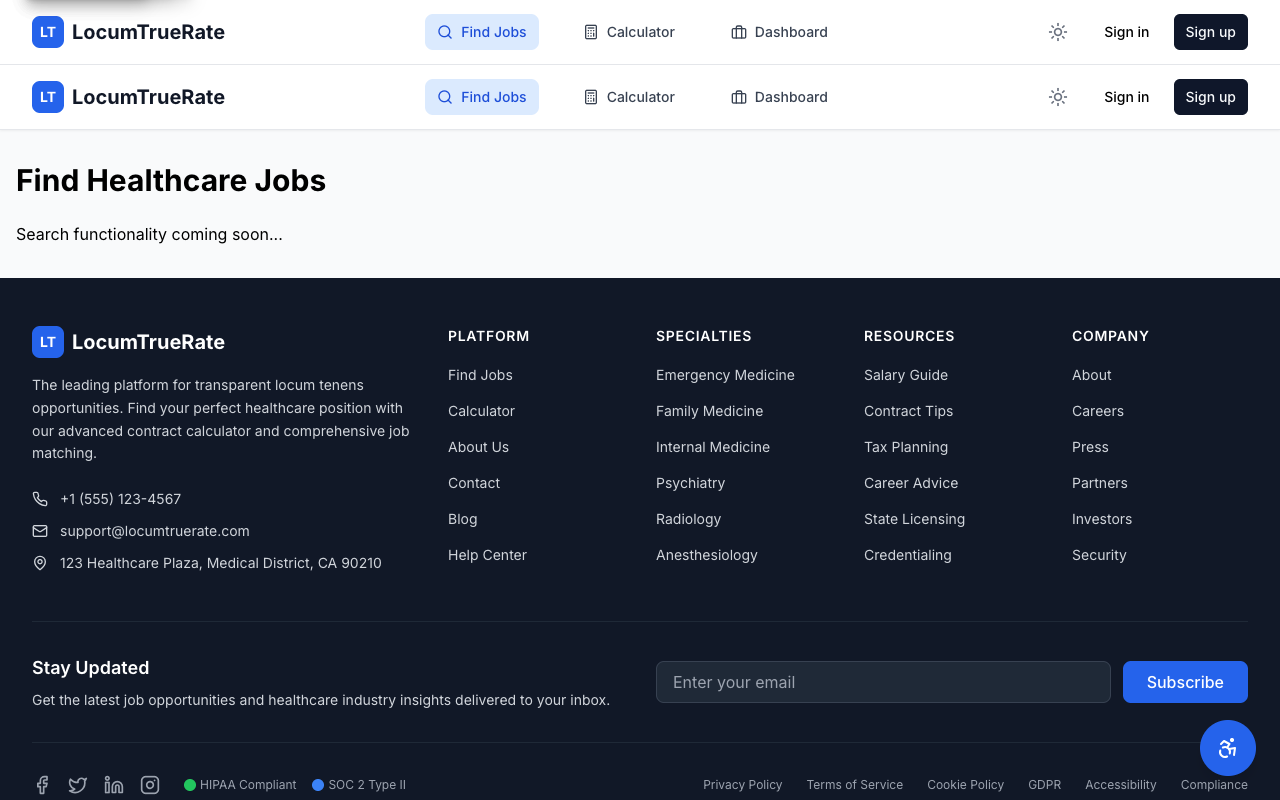 LT LocumTrueRate Find Jobs Calculator Dashboard Sign in Sign up
LT LocumTrueRate Find Jobs Calculator Dashboard Sign in Sign up
Find Healthcare Jobs
Search functionality coming soon...
LT LocumTrueRate
The leading platform for transparent locum tenens
opportunities. Find your perfect healthcare position with
our advanced contract calculator and comprehensive job
matching.
+1 (555) 123-4567
support@locumtruerate.com
123 Healthcare Plaza, Medical District, CA 90210
PLATFORM
Find Jobs
Calculator
About Us
Contact
Blog
Help Center
SPECIALTIES
Emergency Medicine
Family Medicine
Internal Medicine
Psychiatry
Radiology
Anesthesiology
RESOURCES
Salary Guide
Contract Tips
Tax Planning
Career Advice
State Licensing
Credentialing
COMPANY
About
Careers
Press
Partners
Investors
Security
Stay Updated
Get the latest job opportunities and healthcare industry insights delivered to your inbox.
Enter your email Subscribe
HIPAA Compliant SOC 2 Type II Privacy Policy Terms of Service Cookie Policy GDPR Accessibility Compliance